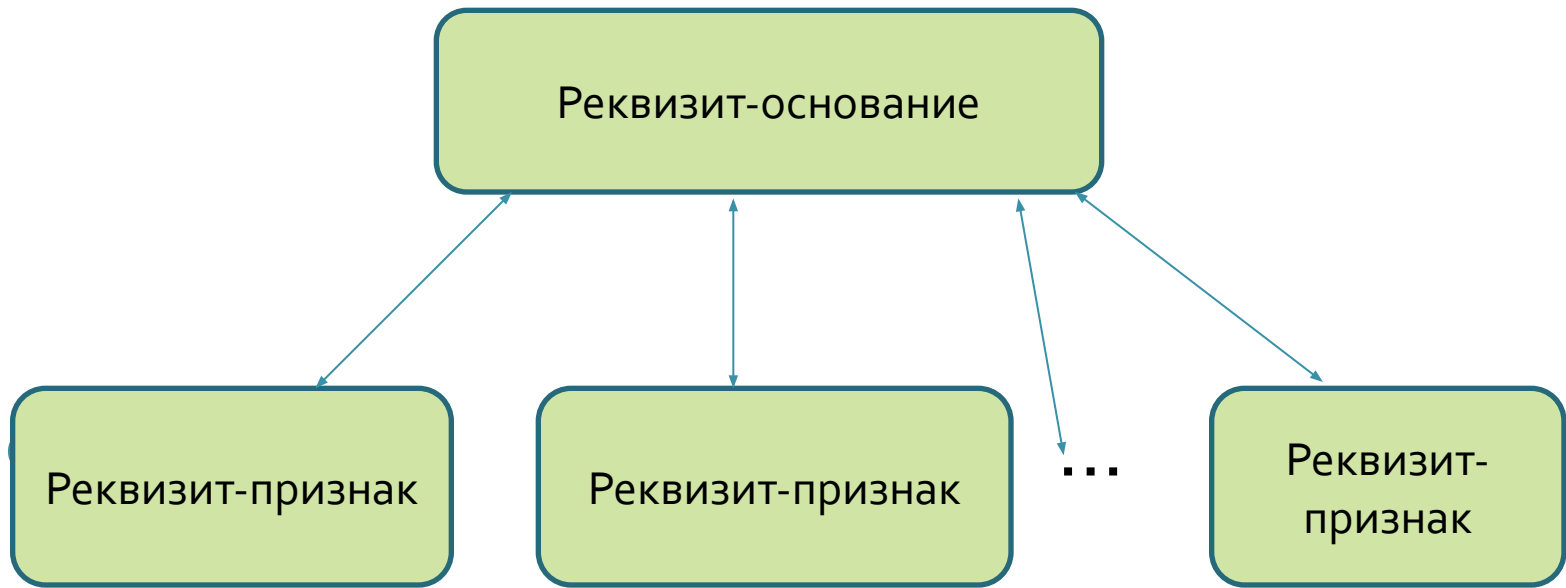 Реквизит-основание
Реквизит-признак
Реквизит-признак
...
Реквизит-
признак